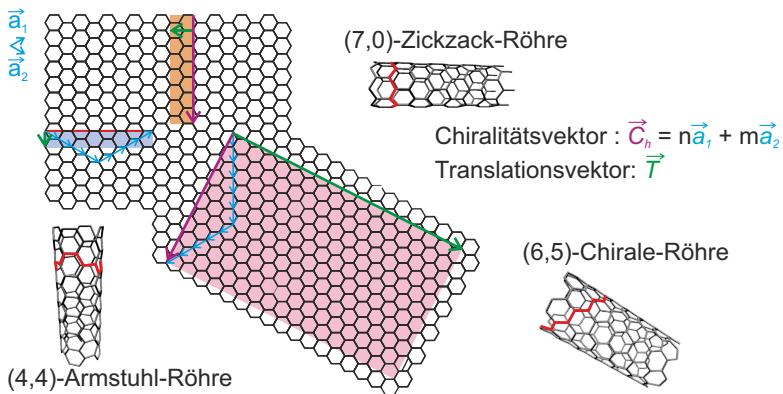 a₁
a₂
(7,0)-Zickzack-Röhre
Chiralitätsvektor : Cₕ = na₁ + ma₂
Translationsvektor: T
(6,5)-Chirale-Röhre
(4,4)-Armstuhl-Röhre